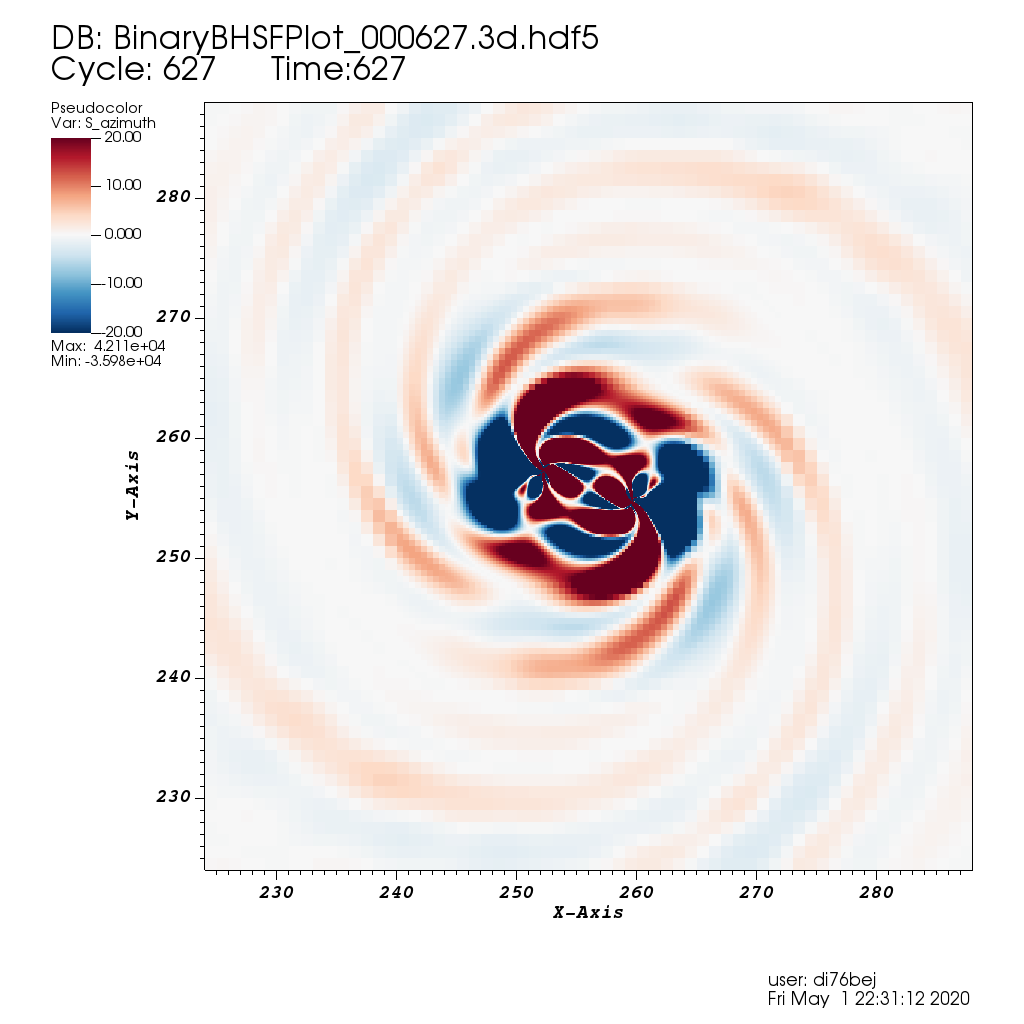 DB: BinaryBHSFPlot_000627.3d.hdf5
Cycle: 627 Time:627
Pseudocolor
Var: S_azimuth
20.00
10.00
0.000
-10.00
-20.00
Max: 4.211e+04
Min: -3.598e+04
280
270
260
250
240
230
Y-Axis
230 240 250 260 270 280
X-Axis
user: di76bej
Fri May 1 22:31:12 2020